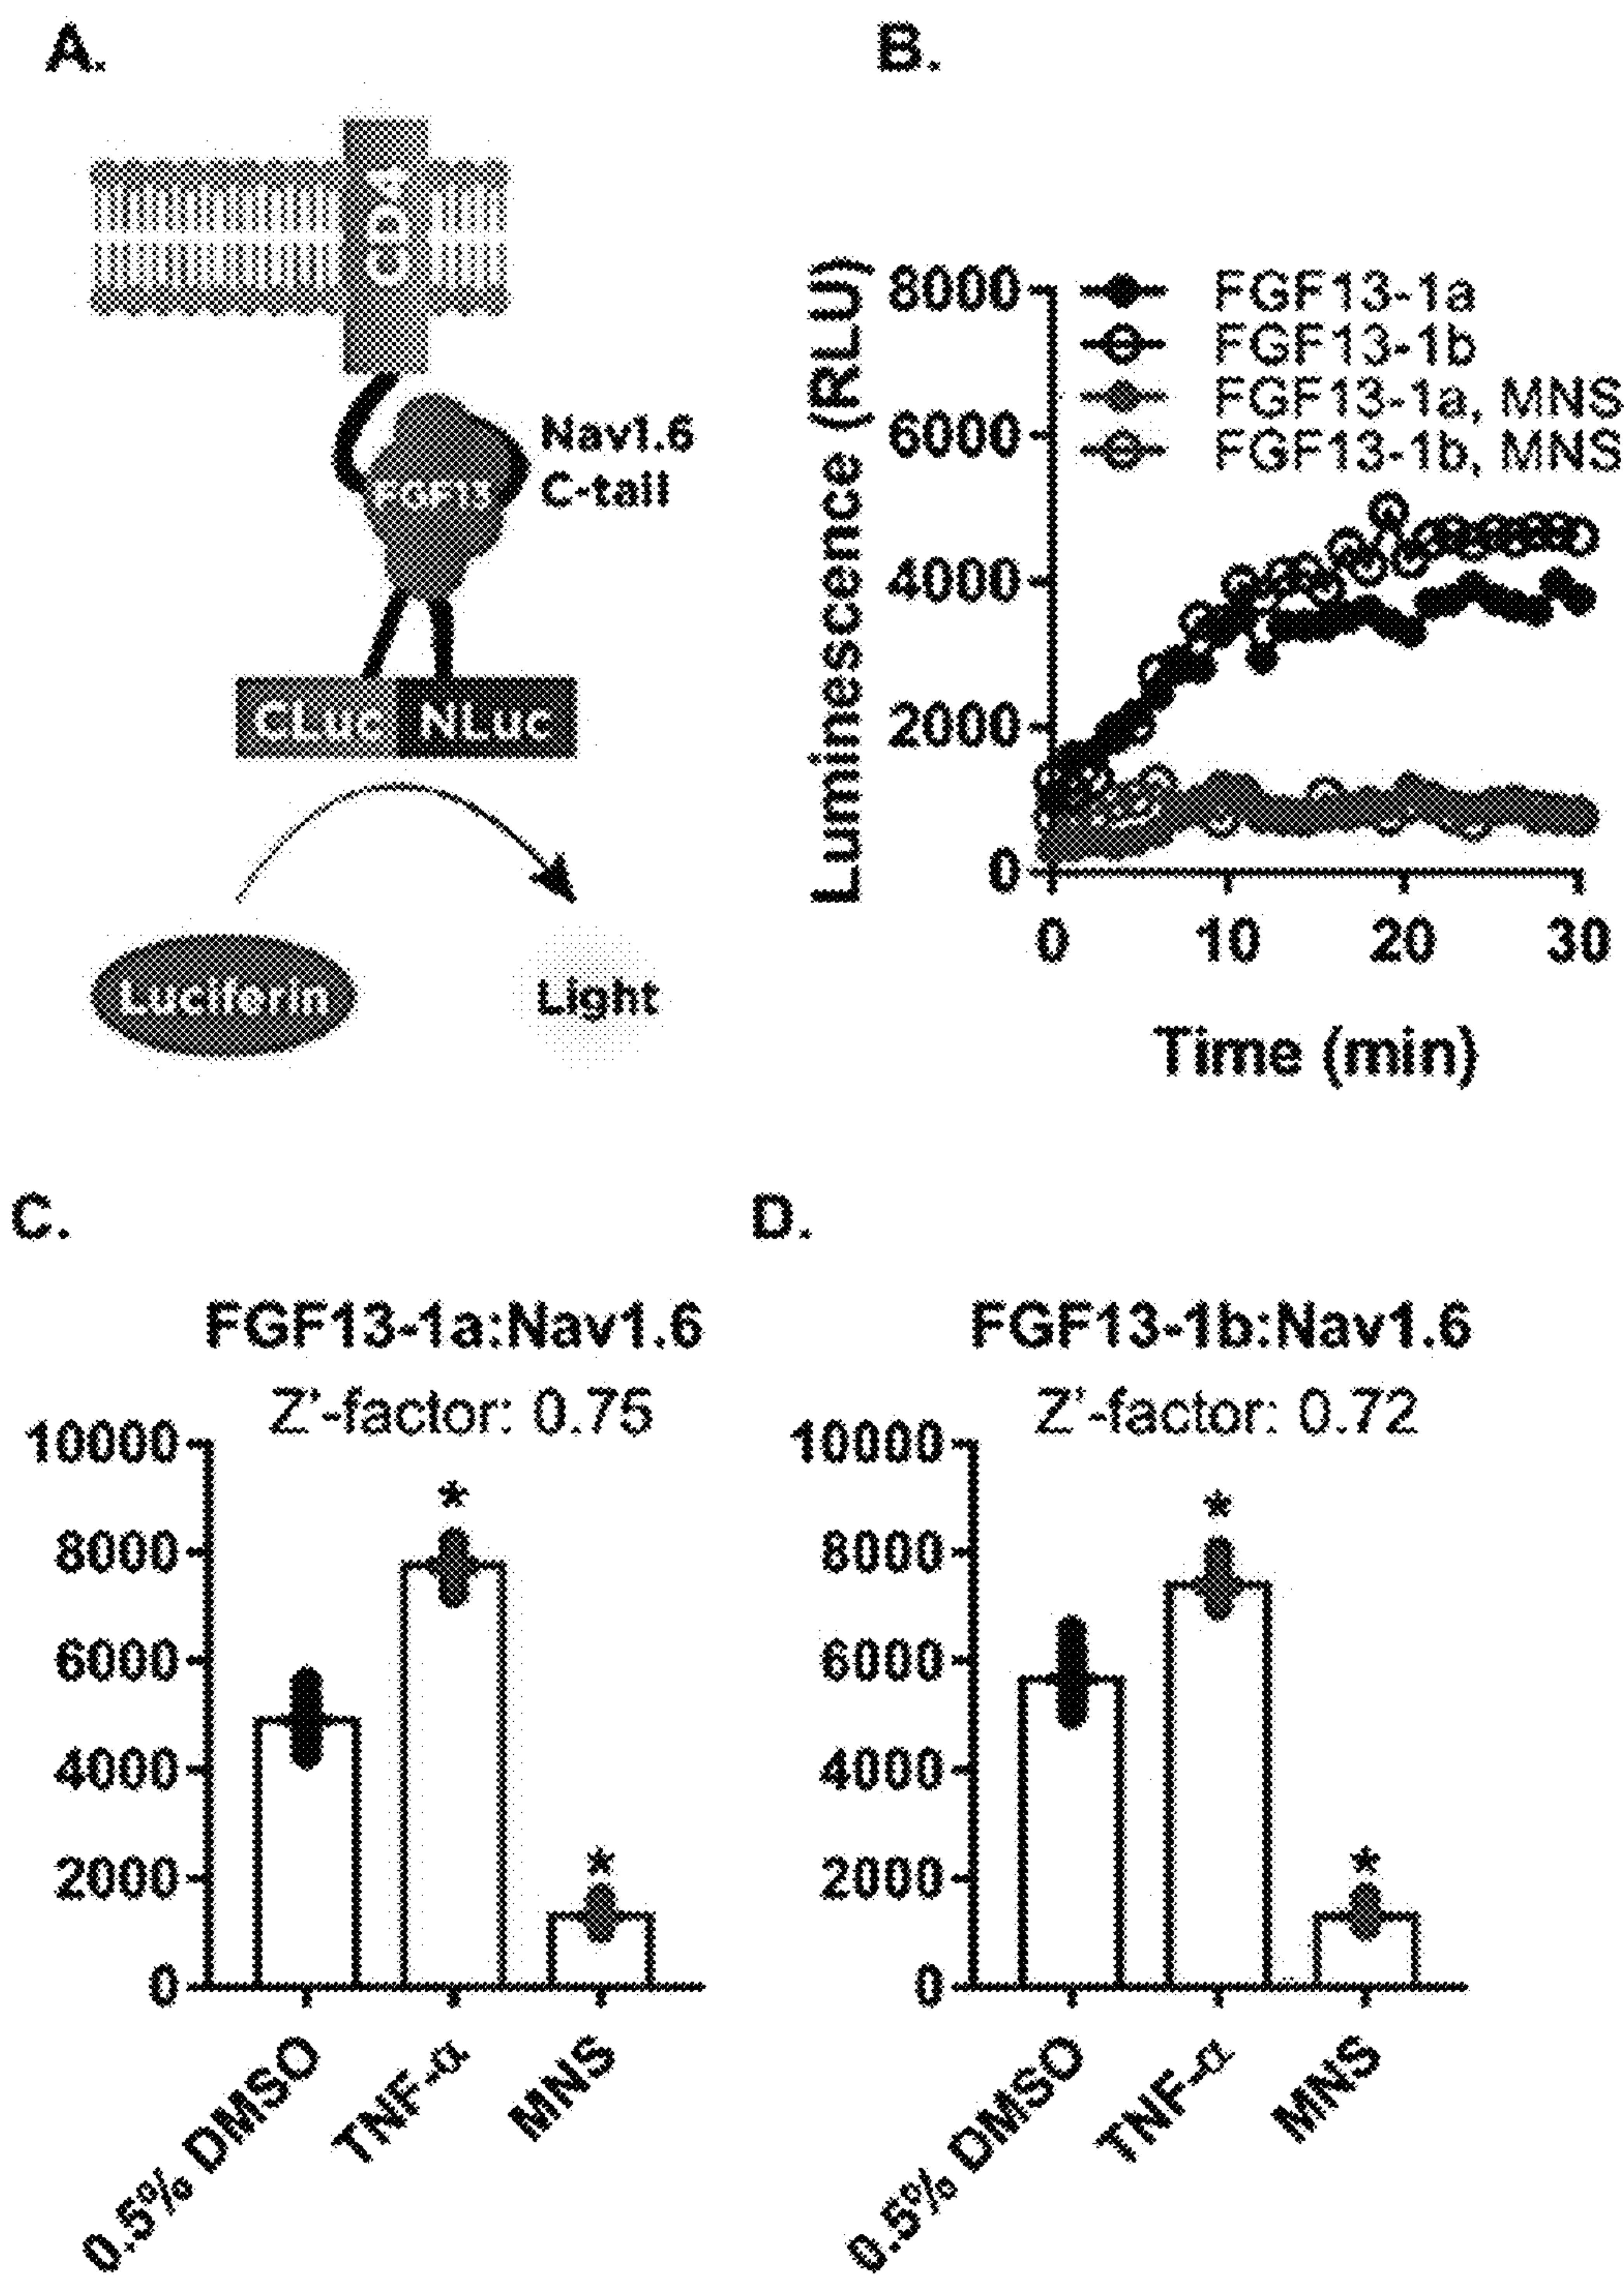 A.
CD4
FGF13
Nav1.6
C-tail
CLuc NLuc
Luciferin
Light
B.
Luminescence (RLU)
8000
6000
4000
2000
0
FGF13-1a
FGF13-1b
FGF13-1a, MNS
FGF13-1b, MNS
0 10 20 30
Time (min)
C.
FGF13-1a:Nav1.6
Z'-factor: 0.75
10000
8000
6000
4000
2000
0
*
*
0.5% DMSO
TNF-α
MNS
D.
FGF13-1b:Nav1.6
Z'-factor: 0.72
10000
8000
6000
4000
2000
0
*
*
0.5% DMSO
TNF-α
MNS